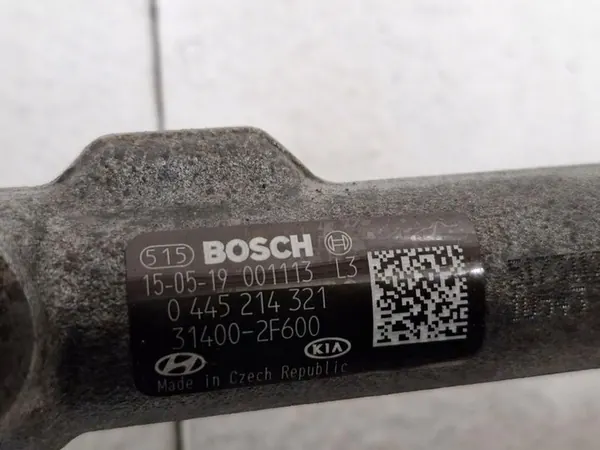 515 BOSCH
15-05-19 001113 L3
0 445 214 321
31400-2F600
KIA
Made in Czech Republic